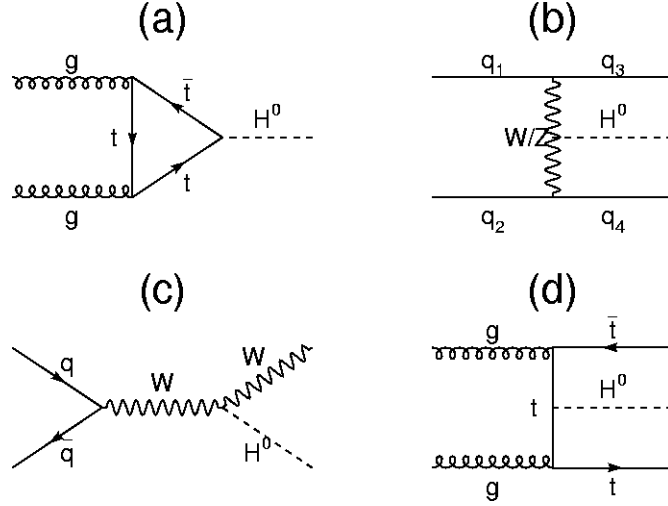 (a)
g
t̄
t
H⁰
t
g
(b)
q₁
q₃
W/Z
H⁰
q₂
q₄
(c)
q
W
W
q̄
H⁰
(d)
g
t̄
t
H⁰
g
t